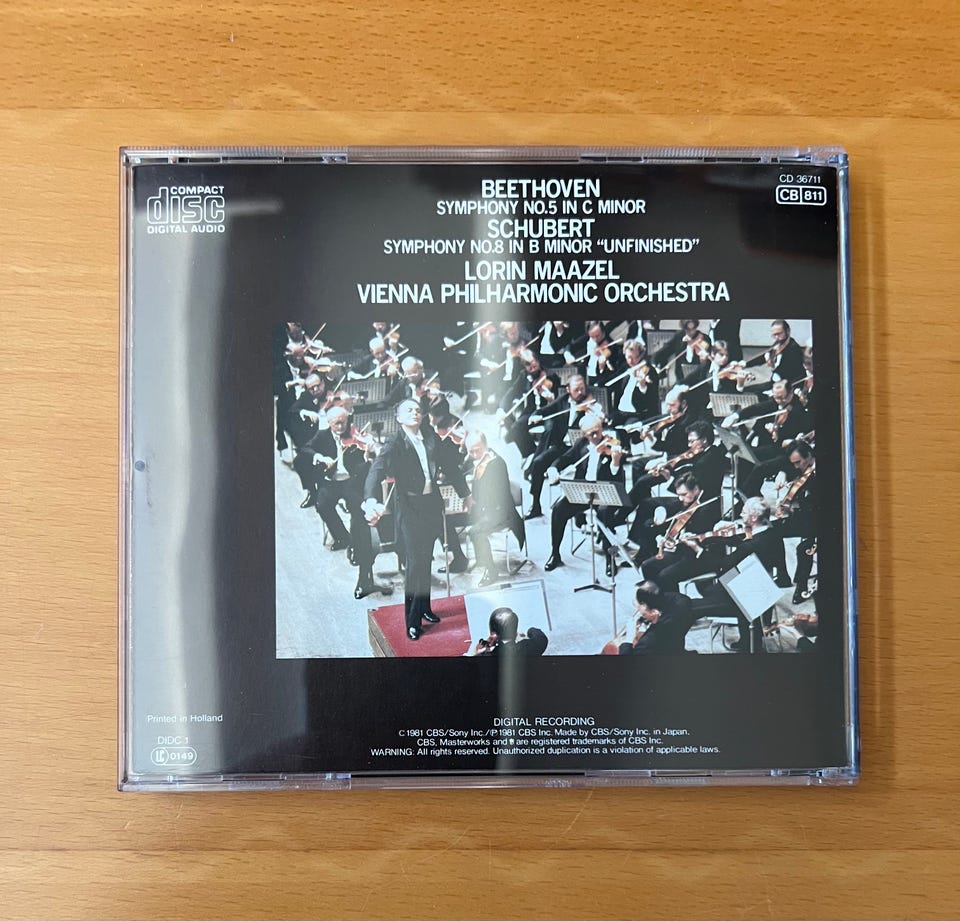 COMPACT
disc
DIGITAL AUDIO
CD 36711
CB 811
BEETHOVEN
SYMPHONY NO.5 IN C MINOR
SCHUBERT
SYMPHONY NO.8 IN B MINOR “UNFINISHED”
LORIN MAAZEL
VIENNA PHILHARMONIC ORCHESTRA
Printed in Holland
DIDC 1
LC 0149
DIGITAL RECORDING
© 1981 CBS/Sony Inc./℗ 1981 CBS Inc. Made by CBS/Sony Inc. in Japan.
CBS, Masterworks and are registered trademarks of CBS Inc.
WARNING: All rights reserved. Unauthorized duplication is a violation of applicable laws.